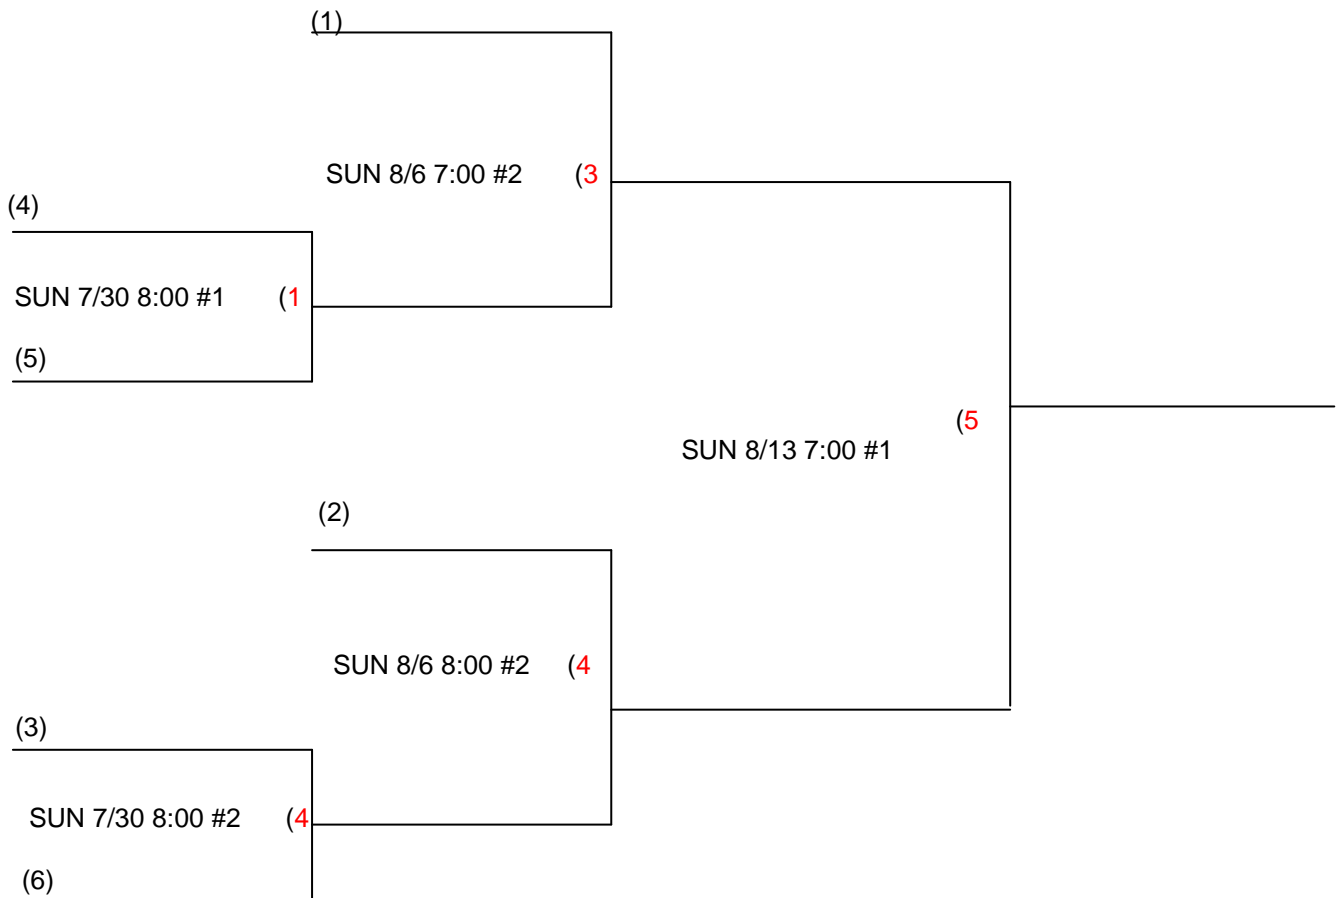 (1)
SUN 8/6 7:00 #2 (3
(4)
SUN 7/30 8:00 #1 (1
(5)
(5
SUN 8/13 7:00 #1
(2)
SUN 8/6 8:00 #2 (4
(3)
SUN 7/30 8:00 #2 (4
(6)